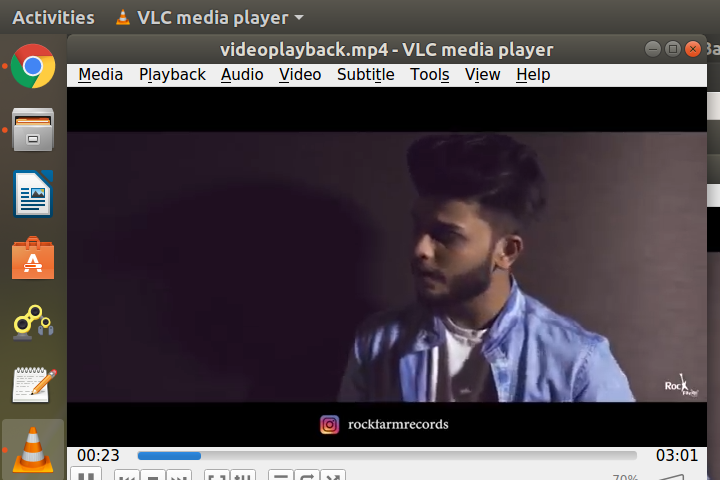 Activities VLC media player
videoplayback.mp4 - VLC media player
Media Playback Audio Video Subtitle Tools View Help
Rock
rockfarmrecords
00:23 03:01
70%